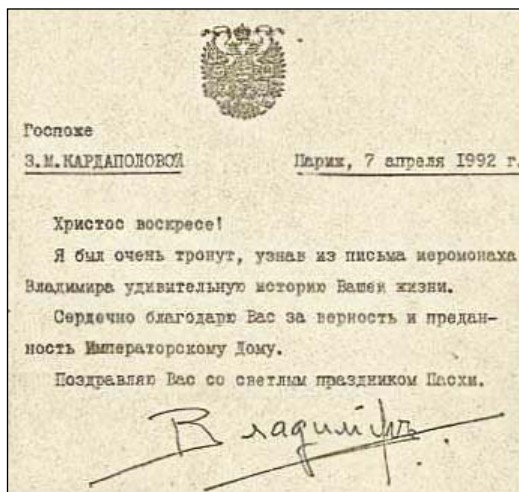 Госпоже
З.М.КАРДАПОЛОВОЙ Париж, 7 апреля 1992 г.
Христос воскресе!
Я был очень тронут, узнав из письма иеромонаха
Владимира удивительную историю Вашей жизни.
Сердечно благодарю Вас за верность и предан-
ность Императорскому Дому.
Поздравляю Вас со светлым праздником Пасхи.
Владиміръ